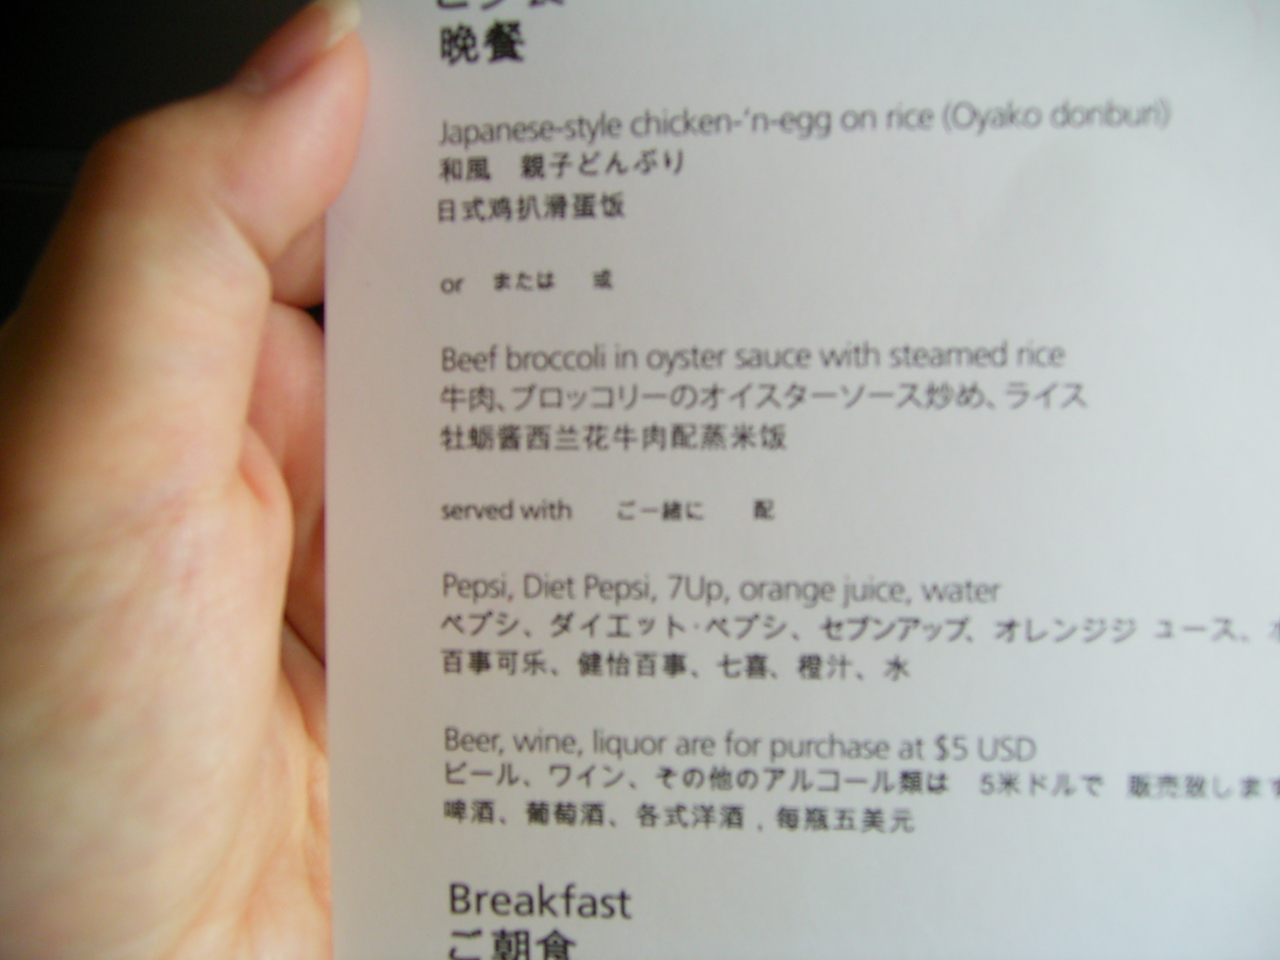 晩餐
Japanese-style chicken-'n-egg on rice (Oyako donburi)
和風　親子どんぶり
日式鸡扒滑蛋饭
or　または　或
Beef broccoli in oyster sauce with steamed rice
牛肉、ブロッコリーのオイスターソース炒め、ライス
牡蛎酱西兰花牛肉配蒸米饭
served with　ご一緒に　配
Pepsi, Diet Pepsi, 7Up, orange juice, water
ペプシ、ダイエット·ペプシ、セブンアップ、オレンジジ ュース、
百事可乐、健怡百事、七喜、橙汁、水
Beer, wine, liquor are for purchase at $5 USD
ビール、ワイン、その他のアルコール類は　5米ドルで　販売致します
啤酒、葡萄酒、各式洋酒，每瓶五美元
Breakfast
ご朝食